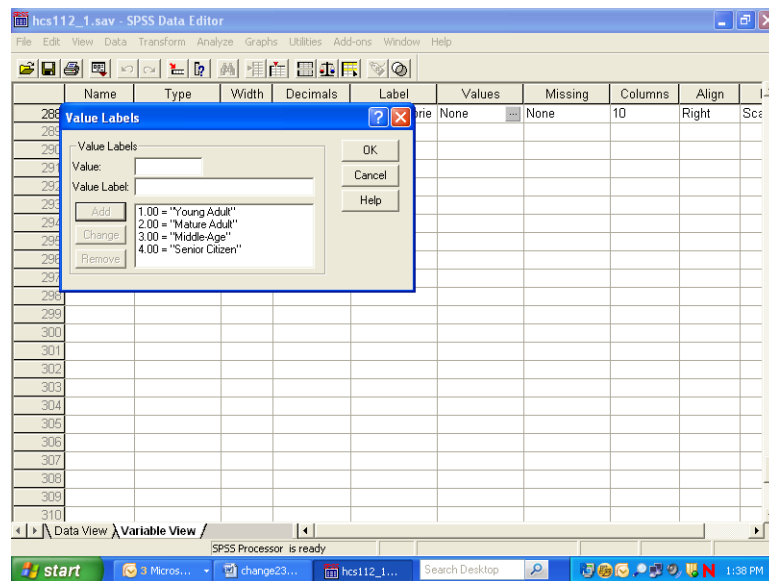 hcs112_1.sav - SPSS Data Editor
File Edit View Data Transform Analyze Graphs Utilities Add-ons Window Help
Name Type Width Decimals Label Values Missing Columns Align
288 None ... None 10 Right Sca
Value Labels
289
290 Value Labels OK
291 Value: Cancel
292 Value Label: Help
293 Add 1.00 = "Young Adult"
294 2.00 = "Mature Adult"
295 Change 3.00 = "Middle-Age"
296 Remove 4.00 = "Senior Citizen"
297
298
299
300
301
302
303
304
305
306
307
308
309
310
Data View Variable View
SPSS Processor is ready
start 3 Micros... change23... hcs112_1... Search Desktop N 1:38 PM